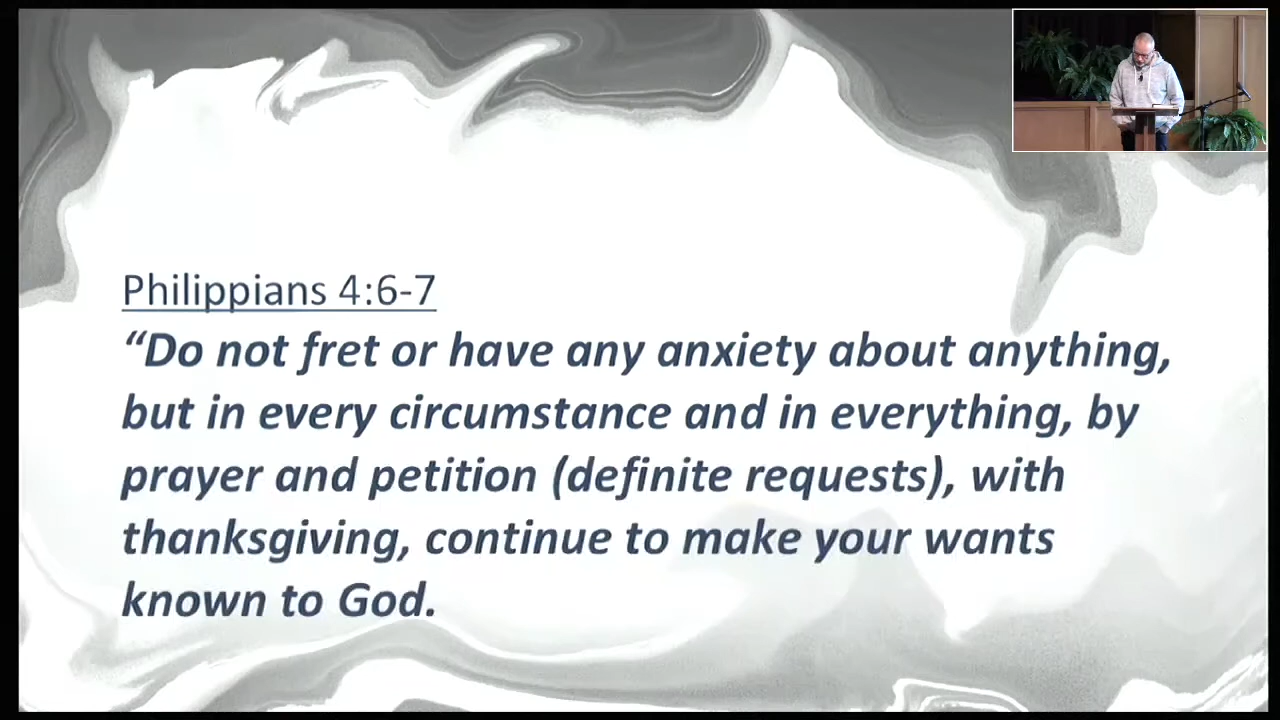 Philippians 4:6-7
“Do not fret or have any anxiety about anything,
but in every circumstance and in everything, by
prayer and petition (definite requests), with
thanksgiving, continue to make your wants
known to God.